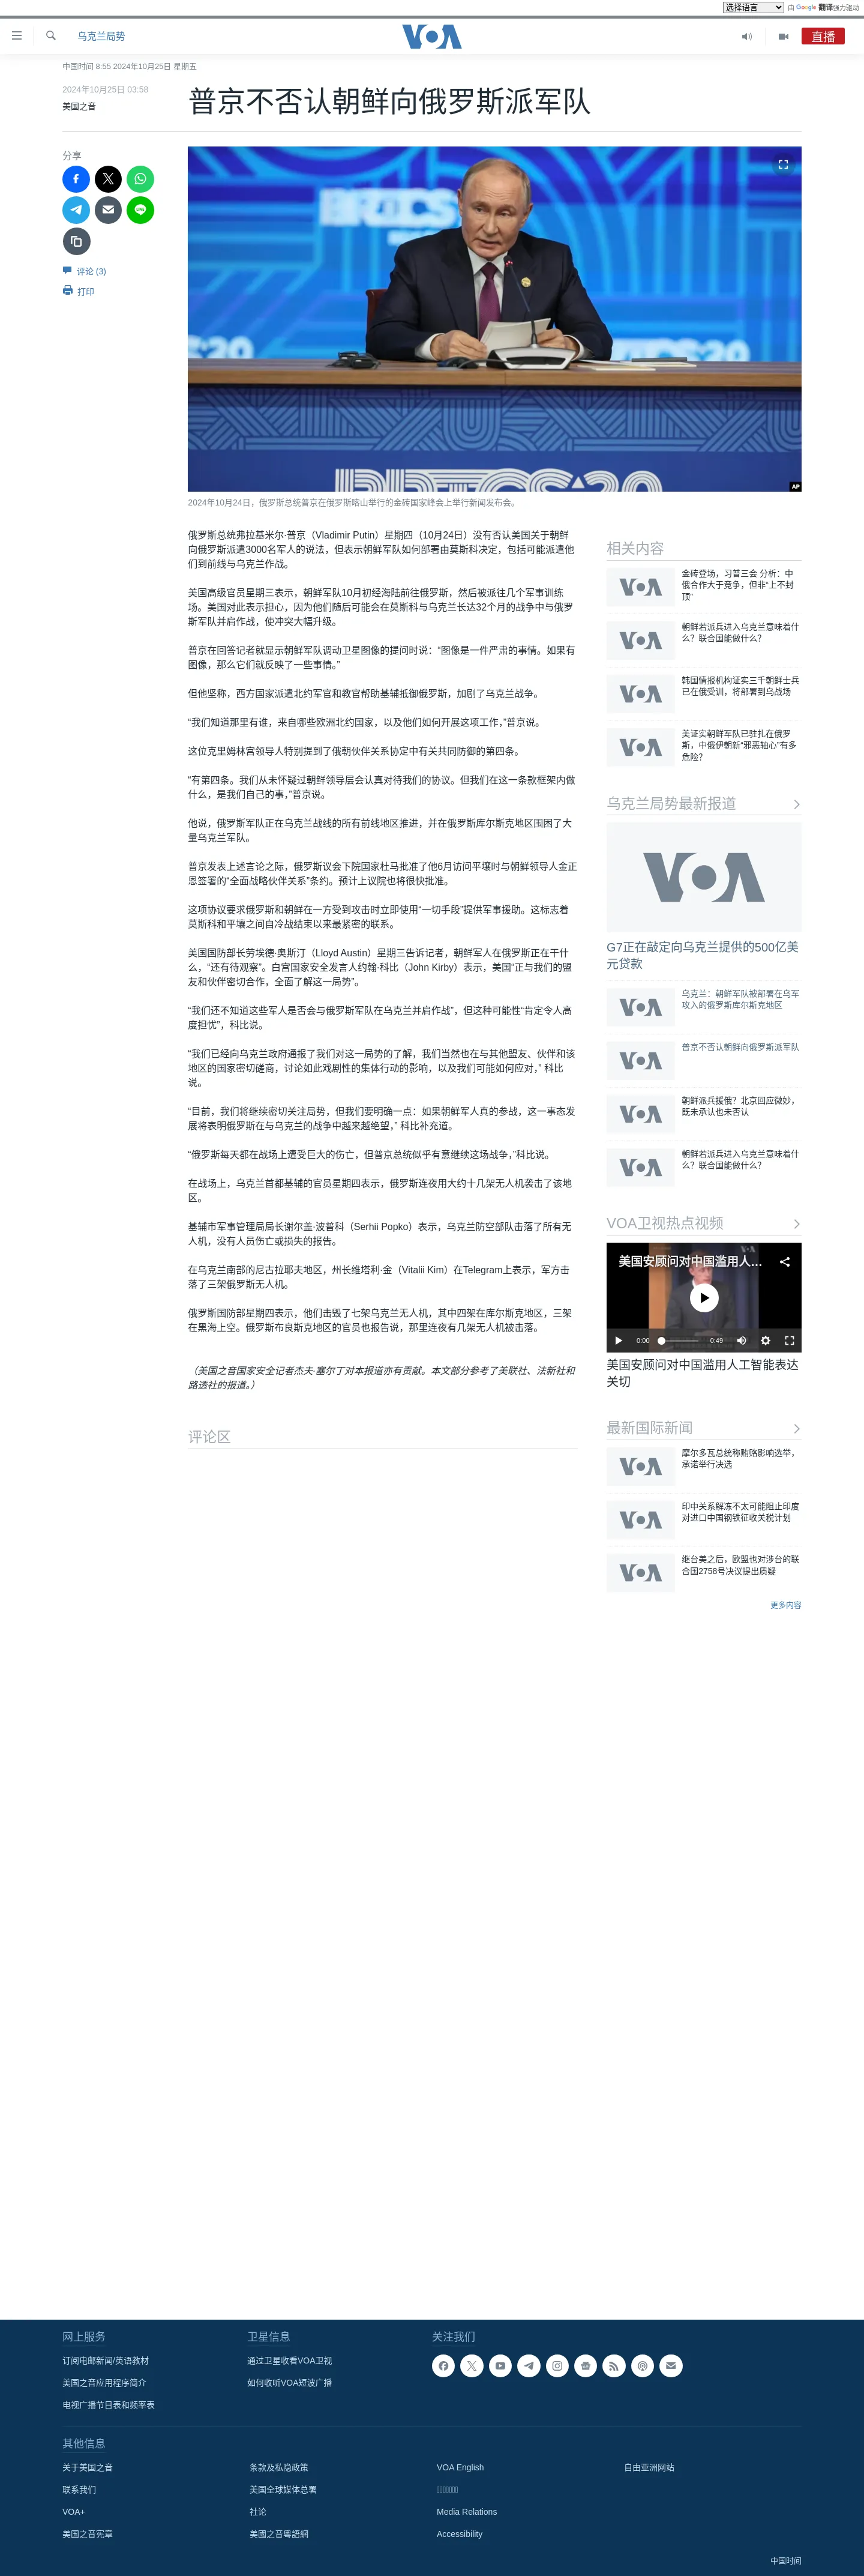 选择语言 由 Google 翻译强力驱动
乌克兰局势
VOA
直播
中国时间 8:55 2024年10月25日 星期五
2024年10月25日 03:58
美国之音
普京不否认朝鲜向俄罗斯派军队
分享
评论 (3)
打印
BRICS
AP
2024年10月24日，俄罗斯总统普京在俄罗斯喀山举行的金砖国家峰会上举行新闻发布会。
俄罗斯总统弗拉基米尔·普京（Vladimir Putin）星期四（10月24日）没有否认美国关于朝鲜
向俄罗斯派遣3000名军人的说法，但表示朝鲜军队如何部署由莫斯科决定，包括可能派遣他
们到前线与乌克兰作战。
美国高级官员星期三表示，朝鲜军队10月初经海陆前往俄罗斯，然后被派往几个军事训练
场。美国对此表示担心，因为他们随后可能会在莫斯科与乌克兰长达32个月的战争中与俄罗
斯军队并肩作战，使冲突大幅升级。
普京在回答记者就显示朝鲜军队调动卫星图像的提问时说：“图像是一件严肃的事情。如果有
图像，那么它们就反映了一些事情。”
但他坚称，西方国家派遣北约军官和教官帮助基辅抵御俄罗斯，加剧了乌克兰战争。
“我们知道那里有谁，来自哪些欧洲北约国家，以及他们如何开展这项工作，”普京说。
这位克里姆林宫领导人特别提到了俄朝伙伴关系协定中有关共同防御的第四条。
“有第四条。我们从未怀疑过朝鲜领导层会认真对待我们的协议。但我们在这一条款框架内做
什么，是我们自己的事，”普京说。
他说，俄罗斯军队正在乌克兰战线的所有前线地区推进，并在俄罗斯库尔斯克地区围困了大
量乌克兰军队。
普京发表上述言论之际，俄罗斯议会下院国家杜马批准了他6月访问平壤时与朝鲜领导人金正
恩签署的“全面战略伙伴关系”条约。预计上议院也将很快批准。
这项协议要求俄罗斯和朝鲜在一方受到攻击时立即使用“一切手段”提供军事援助。这标志着
莫斯科和平壤之间自冷战结束以来最紧密的联系。
美国国防部长劳埃德·奥斯汀（Lloyd Austin）星期三告诉记者，朝鲜军人在俄罗斯正在干什
么，“还有待观察”。白宫国家安全发言人约翰·科比（John Kirby）表示，美国“正与我们的盟
友和伙伴密切合作，全面了解这一局势”。
“我们还不知道这些军人是否会与俄罗斯军队在乌克兰并肩作战”，但这种可能性“肯定令人高
度担忧”，科比说。
“我们已经向乌克兰政府通报了我们对这一局势的了解，我们当然也在与其他盟友、伙伴和该
地区的国家密切磋商，讨论如此戏剧性的集体行动的影响，以及我们可能如何应对，” 科比
说。
“目前，我们将继续密切关注局势，但我们要明确一点：如果朝鲜军人真的参战，这一事态发
展将表明俄罗斯在与乌克兰的战争中越来越绝望，” 科比补充道。
“俄罗斯每天都在战场上遭受巨大的伤亡，但普京总统似乎有意继续这场战争，”科比说。
在战场上，乌克兰首都基辅的官员星期四表示，俄罗斯连夜用大约十几架无人机袭击了该地
区。
基辅市军事管理局局长谢尔盖·波普科（Serhii Popko）表示，乌克兰防空部队击落了所有无
人机，没有人员伤亡或损失的报告。
在乌克兰南部的尼古拉耶夫地区，州长维塔利·金（Vitalii Kim）在Telegram上表示，军方击
落了三架俄罗斯无人机。
俄罗斯国防部星期四表示，他们击毁了七架乌克兰无人机，其中四架在库尔斯克地区，三架
在黑海上空。俄罗斯布良斯克地区的官员也报告说，那里连夜有几架无人机被击落。
（美国之音国家安全记者杰夫·塞尔丁对本报道亦有贡献。本文部分参考了美联社、法新社和
路透社的报道。）
评论区
相关内容
金砖登场，习普三会 分析：中
俄合作大于竞争，但非“上不封
顶”
朝鲜若派兵进入乌克兰意味着什
么？联合国能做什么？
韩国情报机构证实三千朝鲜士兵
已在俄受训，将部署到乌战场
美证实朝鲜军队已驻扎在俄罗
斯，中俄伊朝新“邪恶轴心”有多
危险？
乌克兰局势最新报道
VOA
G7正在敲定向乌克兰提供的500亿美
元贷款
乌克兰：朝鲜军队被部署在乌军
攻入的俄罗斯库尔斯克地区
普京不否认朝鲜向俄罗斯派军队
朝鲜派兵援俄？北京回应微妙，
既未承认也未否认
朝鲜若派兵进入乌克兰意味着什
么？联合国能做什么？
VOA卫视热点视频
美国安顾问对中国滥用人...
0:00 0:49
美国安顾问对中国滥用人工智能表达
关切
最新国际新闻
摩尔多瓦总统称贿赂影响选举，
承诺举行决选
印中关系解冻不太可能阻止印度
对进口中国钢铁征收关税计划
继台美之后，欧盟也对涉台的联
合国2758号决议提出质疑
更多内容
网上服务
订阅电邮新闻/英语教材
美国之音应用程序简介
电视广播节目表和频率表
卫星信息
通过卫星收看VOA卫视
如何收听VOA短波广播
关注我们
其他信息
关于美国之音
联系我们
VOA+
美国之音宪章
条款及私隐政策
美国全球媒体总署
社论
美國之音粵語網
VOA English
Media Relations
Accessibility
自由亚洲网站
中国时间